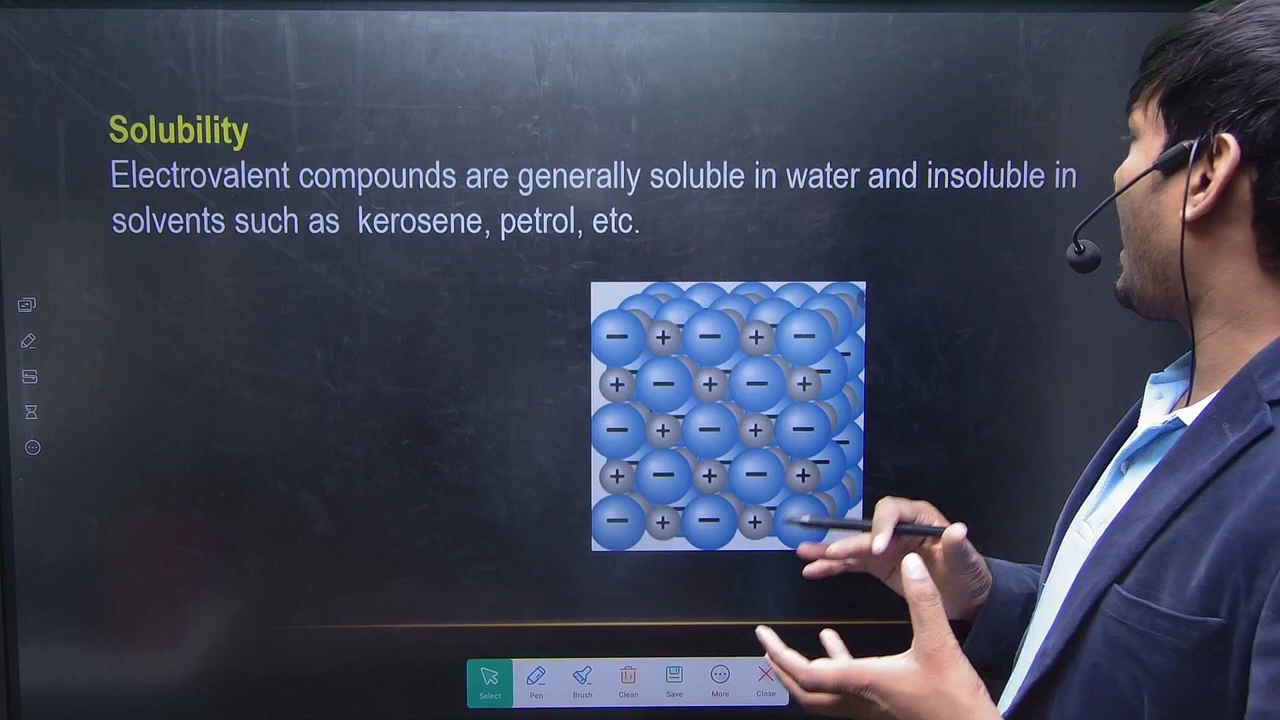 Solubility
Electrovalent compounds are generally soluble in water and insoluble in
solvents such as kerosene, petrol, etc.
− + − + −
+ − + − +
− + − + −
+ − + − +
− + − + −
Select Pen Brush Clean Save More Close